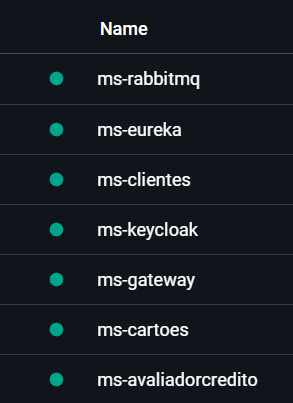 Name
ms-rabbitmq
ms-eureka
ms-clientes
ms-keycloak
ms-gateway
ms-cartoes
ms-avaliadorcredito